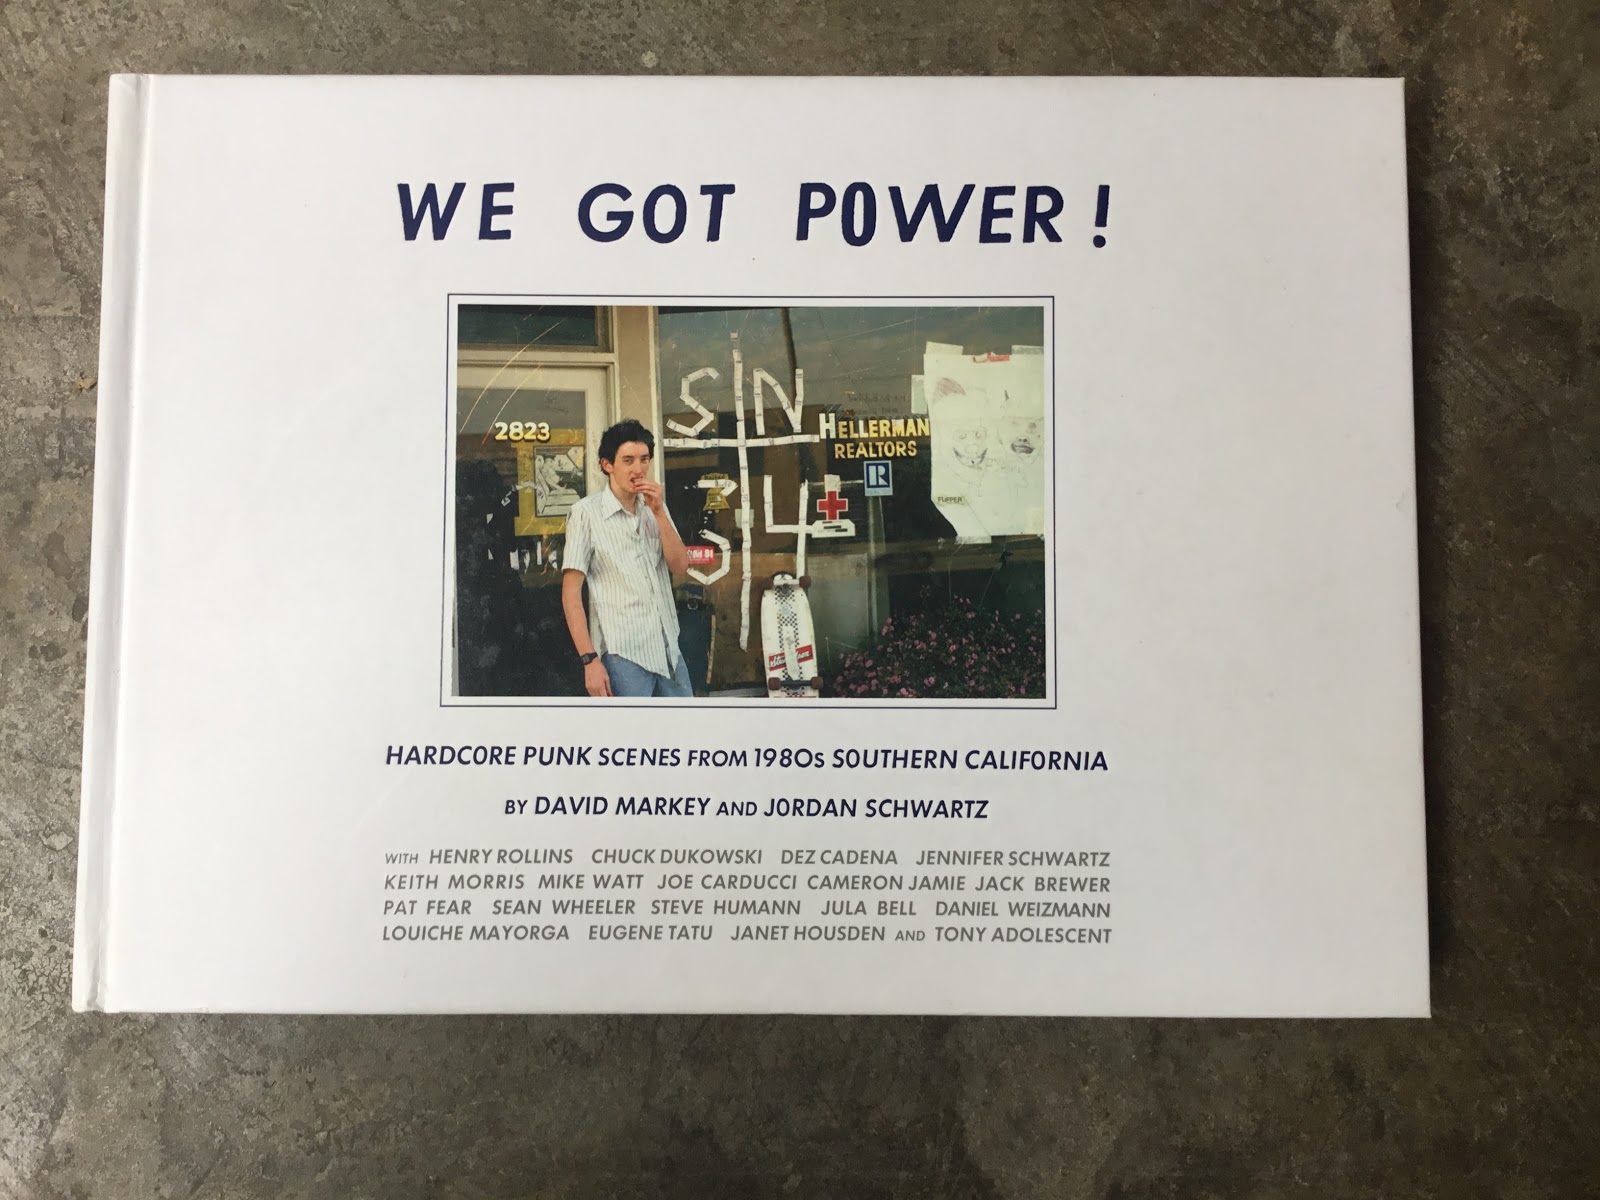 WE GOT POWER!
SIN
34
2823
HELLERMAN
REALTORS
R
FLIPPER
HARDCORE PUNK SCENES FROM 1980s SOUTHERN CALIFORNIA
BY DAVID MARKEY AND JORDAN SCHWARTZ
WITH HENRY ROLLINS CHUCK DUKOWSKI DEZ CADENA JENNIFER SCHWARTZ
KEITH MORRIS MIKE WATT JOE CARDUCCI CAMERON JAMIE JACK BREWER
PAT FEAR SEAN WHEELER STEVE HUMANN JULA BELL DANIEL WEIZMANN
LOUICHE MAYORGA EUGENE TATU JANET HOUSDEN AND TONY ADOLESCENT